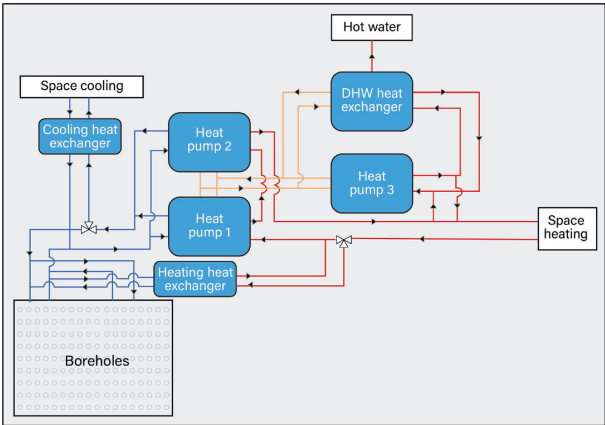 Hot water
Space cooling
DHW heat
exchanger
Cooling heat
exchanger
Heat
pump 2
Heat
pump 3
Heat
pump 1
Space
heating
Heating heat
exchanger
Boreholes